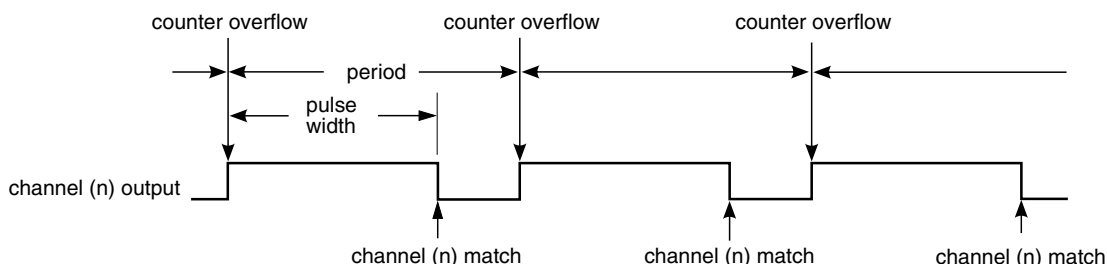 counter overflow counter overflow counter overflow
period
pulse
width
channel (n) output
channel (n) match channel (n) match channel (n) match